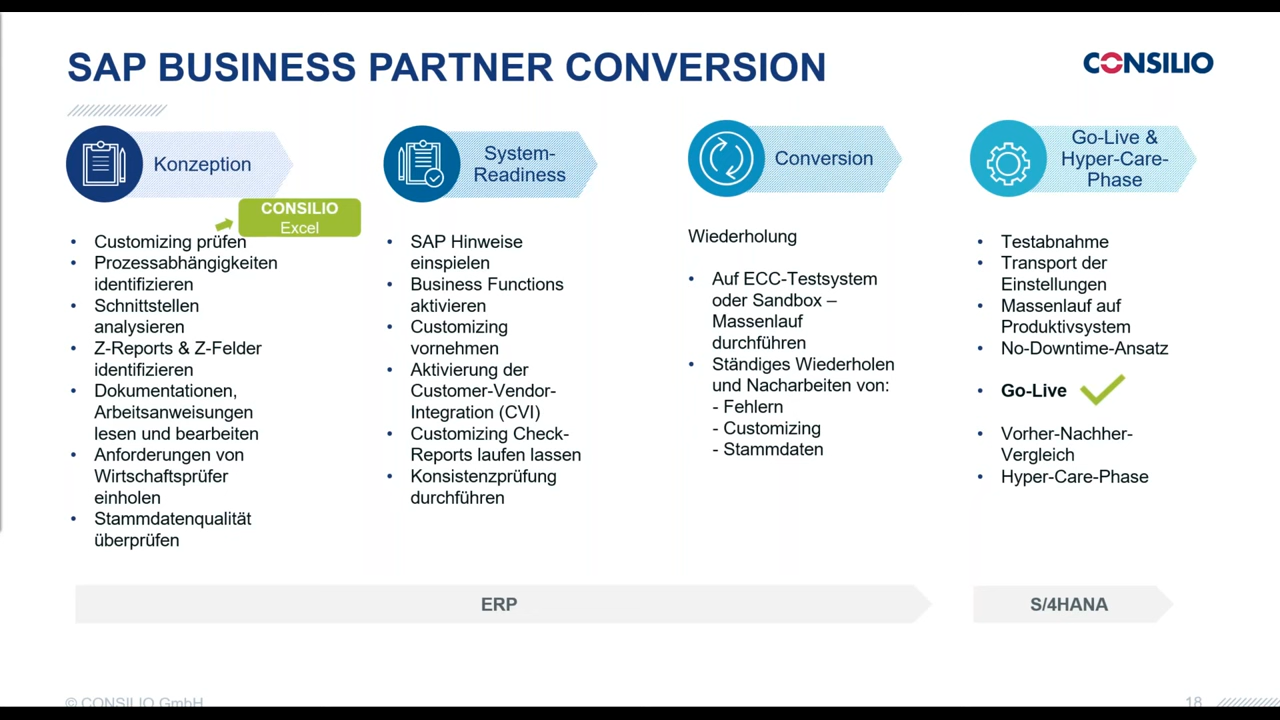 SAP BUSINESS PARTNER CONVERSION
CONSILIO
Konzeption
CONSILIO
Excel
• Customizing prüfen
• Prozessabhängigkeiten
identifizieren
• Schnittstellen
analysieren
• Z-Reports & Z-Felder
identifizieren
• Dokumentationen,
Arbeitsanweisungen
lesen und bearbeiten
• Anforderungen von
Wirtschaftsprüfer
einholen
• Stammdatenqualität
überprüfen
System-
Readiness
• SAP Hinweise
einspielen
• Business Functions
aktivieren
• Customizing
vornehmen
• Aktivierung der
Customer-Vendor-
Integration (CVI)
• Customizing Check-
Reports laufen lassen
• Konsistenzprüfung
durchführen
Conversion
Wiederholung
• Auf ECC-Testsystem
oder Sandbox –
Massenlauf
durchführen
• Ständiges Wiederholen
und Nacharbeiten von:
- Fehlern
- Customizing
- Stammdaten
Go-Live &
Hyper-Care-
Phase
• Testabnahme
• Transport der
Einstellungen
• Massenlauf auf
Produktivsystem
• No-Downtime-Ansatz
• Go-Live
• Vorher-Nachher-
Vergleich
• Hyper-Care-Phase
ERP
S/4HANA
© CONSILIO GmbH
18